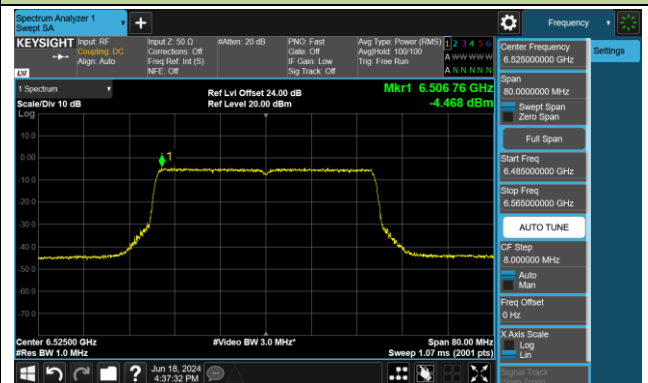 Spectrum Analyzer 1
Swept SA
+
Frequency
KEYSIGHT
LXI
Input: RF
Coupling: DC
Align: Auto
Input Z: 50 Ω
Corrections: Off
Freq Ref: Int (S)
NFE: Off
#Atten: 20 dB
PNO: Fast
Gate: Off
IF Gain: Low
Sig Track: Off
Avg Type: Power (RMS)
Avg|Hold: 100/100
Trig: Free Run
1 2 3 4 5 6
A W W W W W
A N N N N N
1 Spectrum
Scale/Div 10 dB
Log
Ref Lvl Offset 24.00 dB
Ref Level 20.00 dBm
Mkr1 6.506 76 GHz
-4.468 dBm
10.0
0.00
-10.0
-20.0
-30.0
-40.0
-50.0
-60.0
-70.0
1
Center 6.52500 GHz
#Res BW 1.0 MHz
#Video BW 3.0 MHz*
Span 80.00 MHz
Sweep 1.07 ms (2001 pts)
Center Frequency
6.525000000 GHz
Settings
Span
80.0000000 MHz
Swept Span
Zero Span
Full Span
Start Freq
6.485000000 GHz
Stop Freq
6.565000000 GHz
AUTO TUNE
CF Step
8.000000 MHz
Auto
Man
Freq Offset
0 Hz
X Axis Scale
Log
Lin
Signal Track
?
Jun 18, 2024
4:37:32 PM